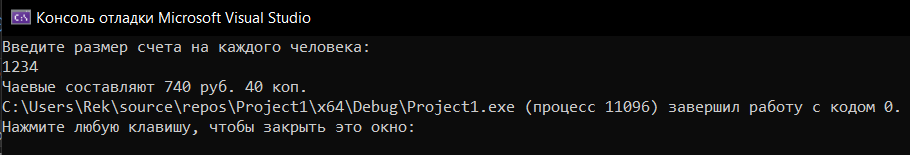 Консоль отладки Microsoft Visual Studio
Введите размер счета на каждого человека:
1234
Чаевые составляют 740 руб. 40 коп.
C:\Users\Rek\source\repos\Project1\x64\Debug\Project1.exe (процесс 11096) завершил работу с кодом 0.
Нажмите любую клавишу, чтобы закрыть это окно: